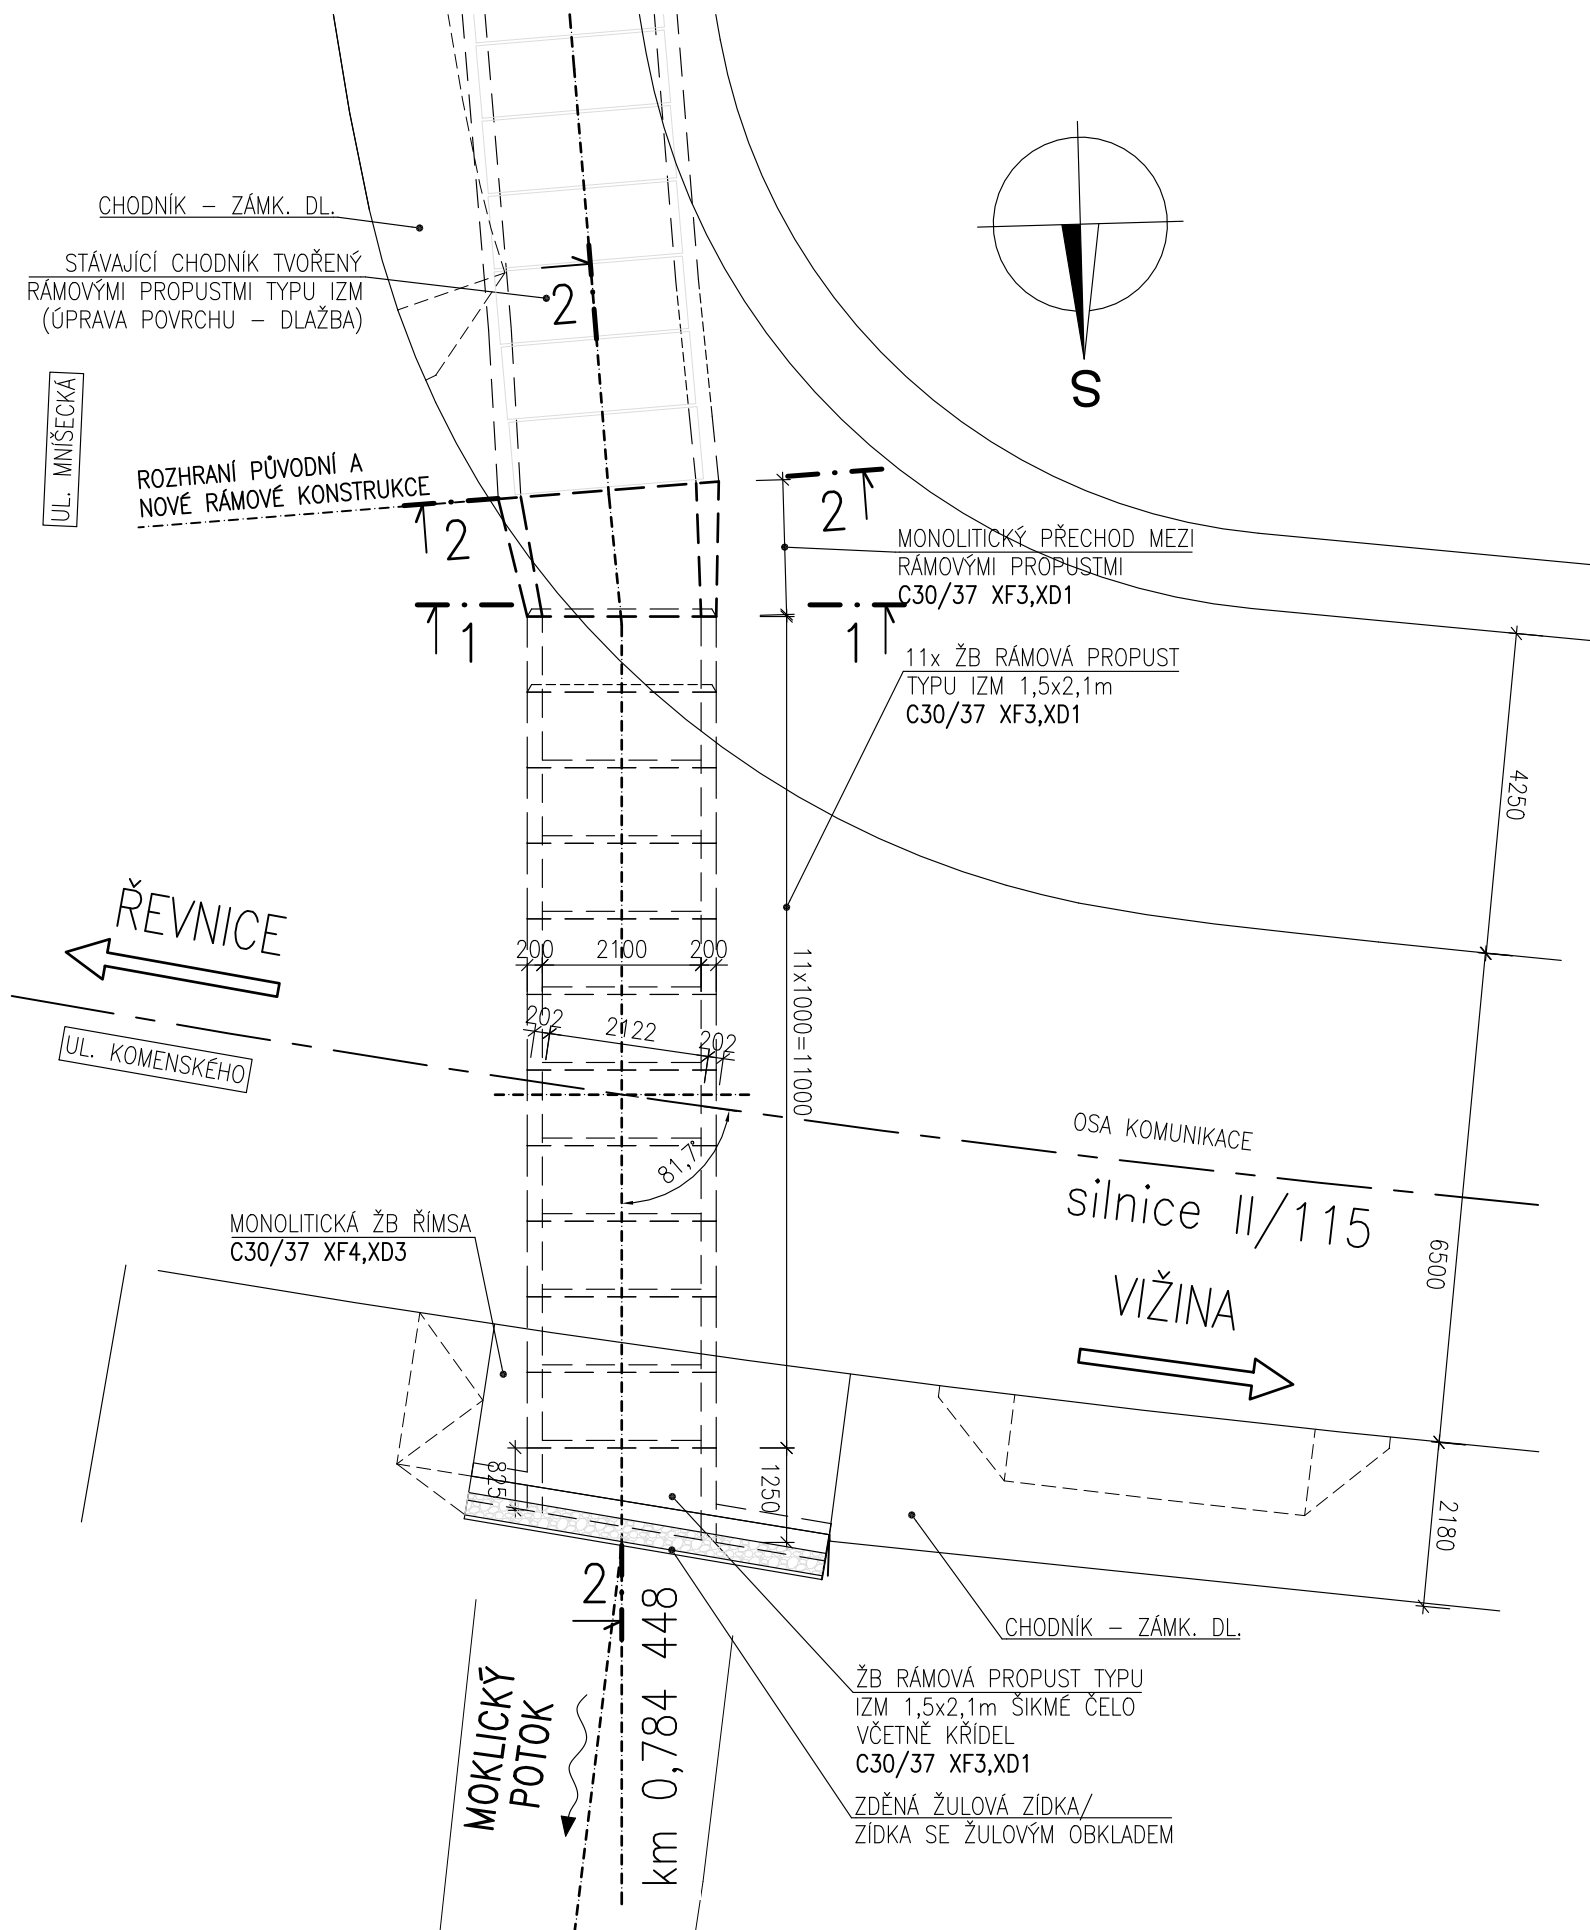 CHODNÍK – ZÁMK. DL.
STÁVAJÍCÍ CHODNÍK TVOŘENÝ
RÁMOVÝMI PROPUSTMI TYPU IZM
(ÚPRAVA POVRCHU – DLAŽBA)
2
S
UL. MNÍŠECKÁ
ROZHRANÍ PŮVODNÍ A
NOVÉ RÁMOVÉ KONSTRUKCE
2
2
MONOLITICKÝ PŘECHOD MEZI
RÁMOVÝMI PROPUSTMI
C30/37 XF3,XD1
1
1
11x ŽB RÁMOVÁ PROPUST
TYPU IZM 1,5x2,1m
C30/37 XF3,XD1
4250
ŘEVNICE
200
2100
200
11x1000=11000
202
2122
202
UL. KOMENSKÉHO
81,7°
OSA KOMUNIKACE
silnice II/115
6500
MONOLITICKÁ ŽB ŘÍMSA
C30/37 XF4,XD3
VIŽINA
825
1250
2180
2
km 0,784 448
MOKLICKÝ
POTOK
CHODNÍK – ZÁMK. DL.
ŽB RÁMOVÁ PROPUST TYPU
IZM 1,5x2,1m ŠIKMÉ ČELO
VČETNĚ KŘÍDEL
C30/37 XF3,XD1
ZDĚNÁ ŽULOVÁ ZÍDKA/
ZÍDKA SE ŽULOVÝM OBKLADEM